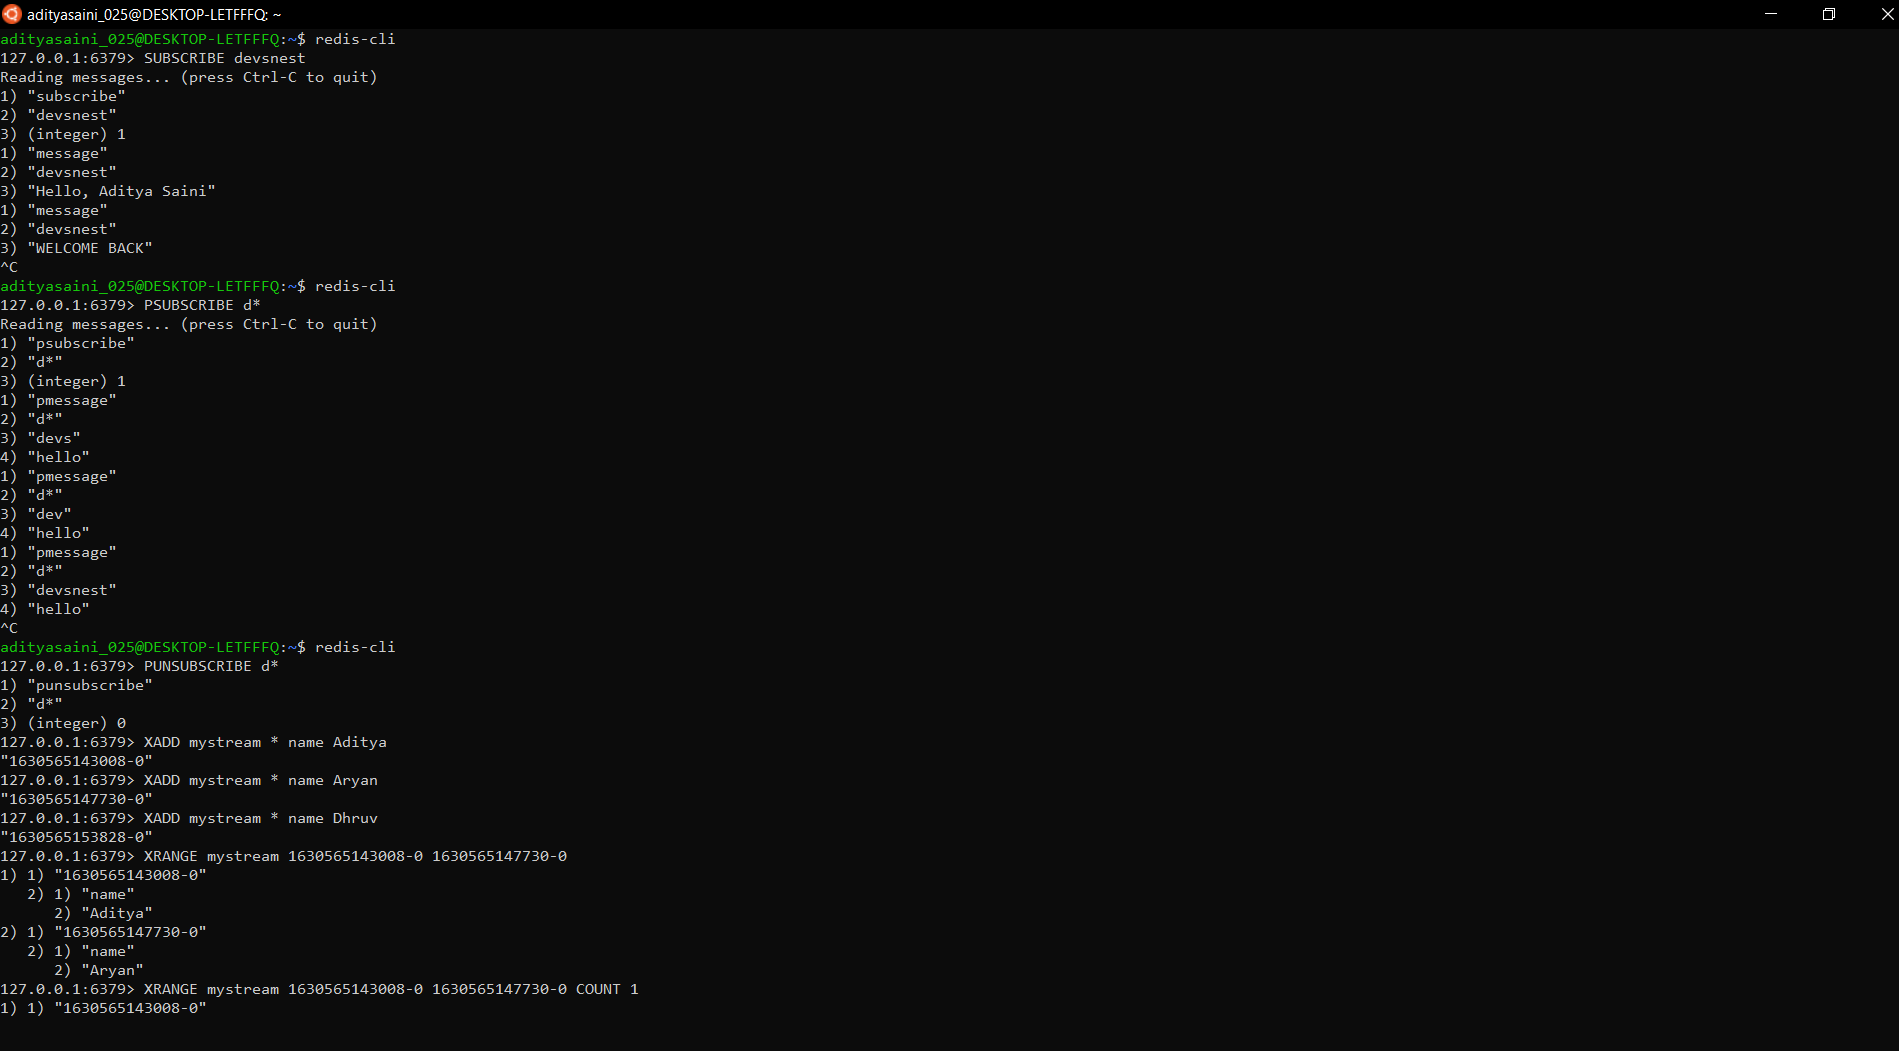 adityasaini_025@DESKTOP-LETFFFQ: ~
adityasaini_025@DESKTOP-LETFFFQ:~$ redis-cli
127.0.0.1:6379> SUBSCRIBE devsnest
Reading messages... (press Ctrl-C to quit)
1) "subscribe"
2) "devsnest"
3) (integer) 1
1) "message"
2) "devsnest"
3) "Hello, Aditya Saini"
1) "message"
2) "devsnest"
3) "WELCOME BACK"
^C
adityasaini_025@DESKTOP-LETFFFQ:~$ redis-cli
127.0.0.1:6379> PSUBSCRIBE d*
Reading messages... (press Ctrl-C to quit)
1) "psubscribe"
2) "d*"
3) (integer) 1
1) "pmessage"
2) "d*"
3) "devs"
4) "hello"
1) "pmessage"
2) "d*"
3) "dev"
4) "hello"
1) "pmessage"
2) "d*"
3) "devsnest"
4) "hello"
^C
adityasaini_025@DESKTOP-LETFFFQ:~$ redis-cli
127.0.0.1:6379> PUNSUBSCRIBE d*
1) "punsubscribe"
2) "d*"
3) (integer) 0
127.0.0.1:6379> XADD mystream * name Aditya
"1630565143008-0"
127.0.0.1:6379> XADD mystream * name Aryan
"1630565147730-0"
127.0.0.1:6379> XADD mystream * name Dhruv
"1630565153828-0"
127.0.0.1:6379> XRANGE mystream 1630565143008-0 1630565147730-0
1) 1) "1630565143008-0"
   2) 1) "name"
      2) "Aditya"
2) 1) "1630565147730-0"
   2) 1) "name"
      2) "Aryan"
127.0.0.1:6379> XRANGE mystream 1630565143008-0 1630565147730-0 COUNT 1
1) 1) "1630565143008-0"